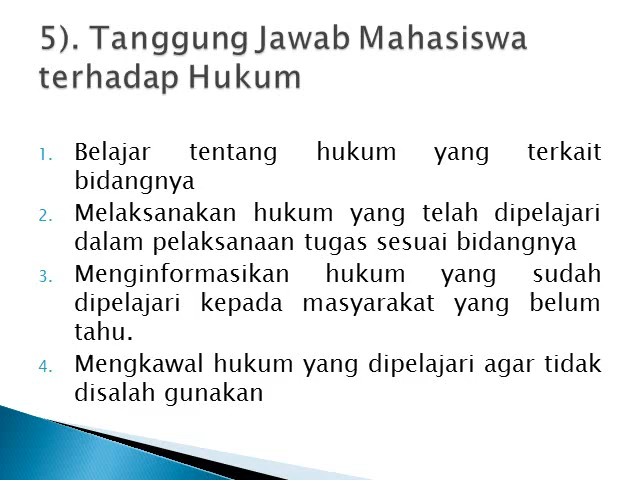 5). Tanggung Jawab Mahasiswa
terhadap Hukum
1. Belajar tentang hukum yang terkait
bidangnya
2. Melaksanakan hukum yang telah dipelajari
dalam pelaksanaan tugas sesuai bidangnya
3. Menginformasikan hukum yang sudah
dipelajari kepada masyarakat yang belum
tahu.
4. Mengkawal hukum yang dipelajari agar tidak
disalah gunakan